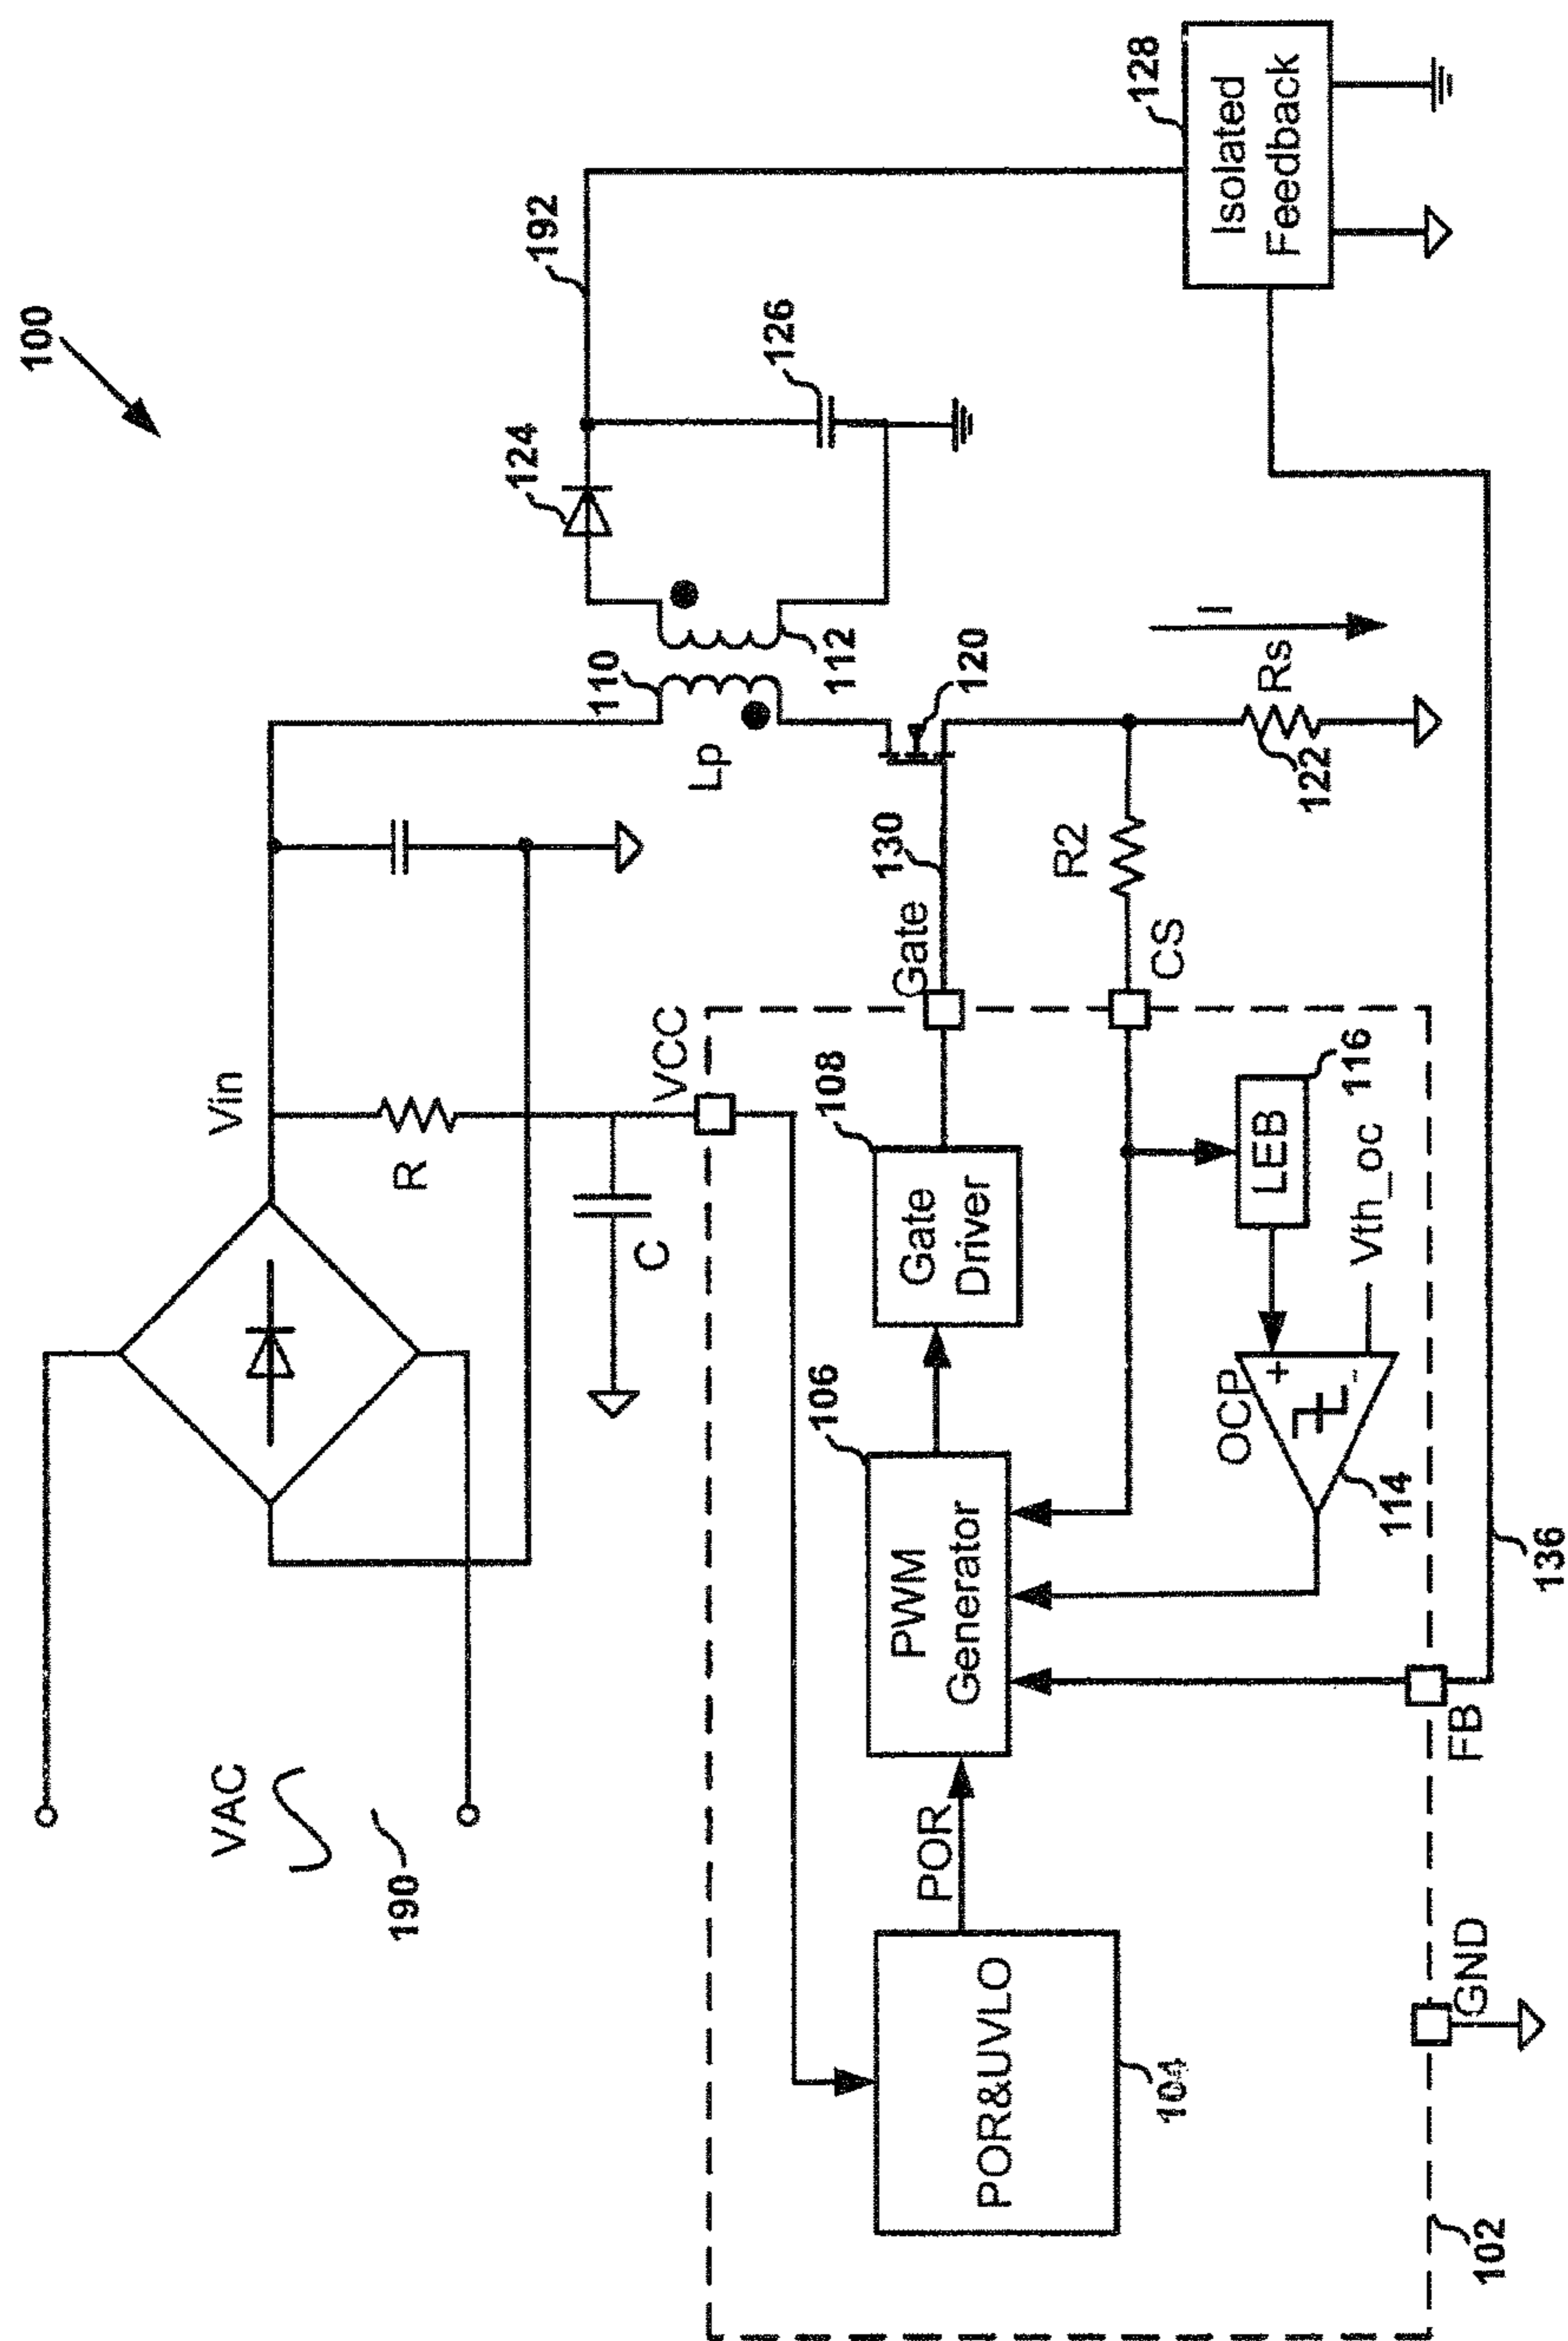 100
VAC
190
Vin
R
C
VCC
Lp
110
112
124
192
126
128
Isolated
Feedback
120
130
Gate
R2
CS
Rs
122
I
POR&UVLO
104
POR
106
PWM
Generator
108
Gate
Driver
116
LEB
Vth_oc
OCP
+
-
114
136
FB
GND
102